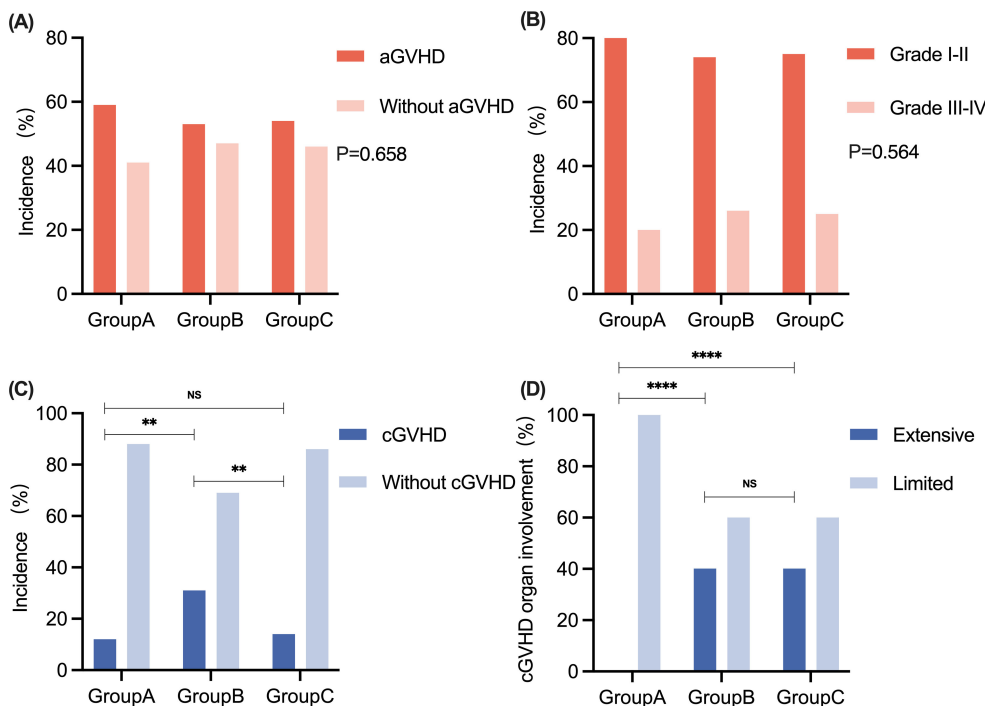 (A)
80
60
40
20
0
Incidence (%)
GroupA GroupB GroupC
aGVHD
Without aGVHD
P=0.658
(B)
80
60
40
20
0
Incidence (%)
GroupA GroupB GroupC
Grade I-II
Grade III-IV
P=0.564
(C)
100
80
60
40
20
0
Incidence (%)
NS
**
**
GroupA GroupB GroupC
cGVHD
Without cGVHD
(D)
****
****
NS
100
80
60
40
20
0
cGVHD organ involvement (%)
GroupA GroupB GroupC
Extensive
Limited